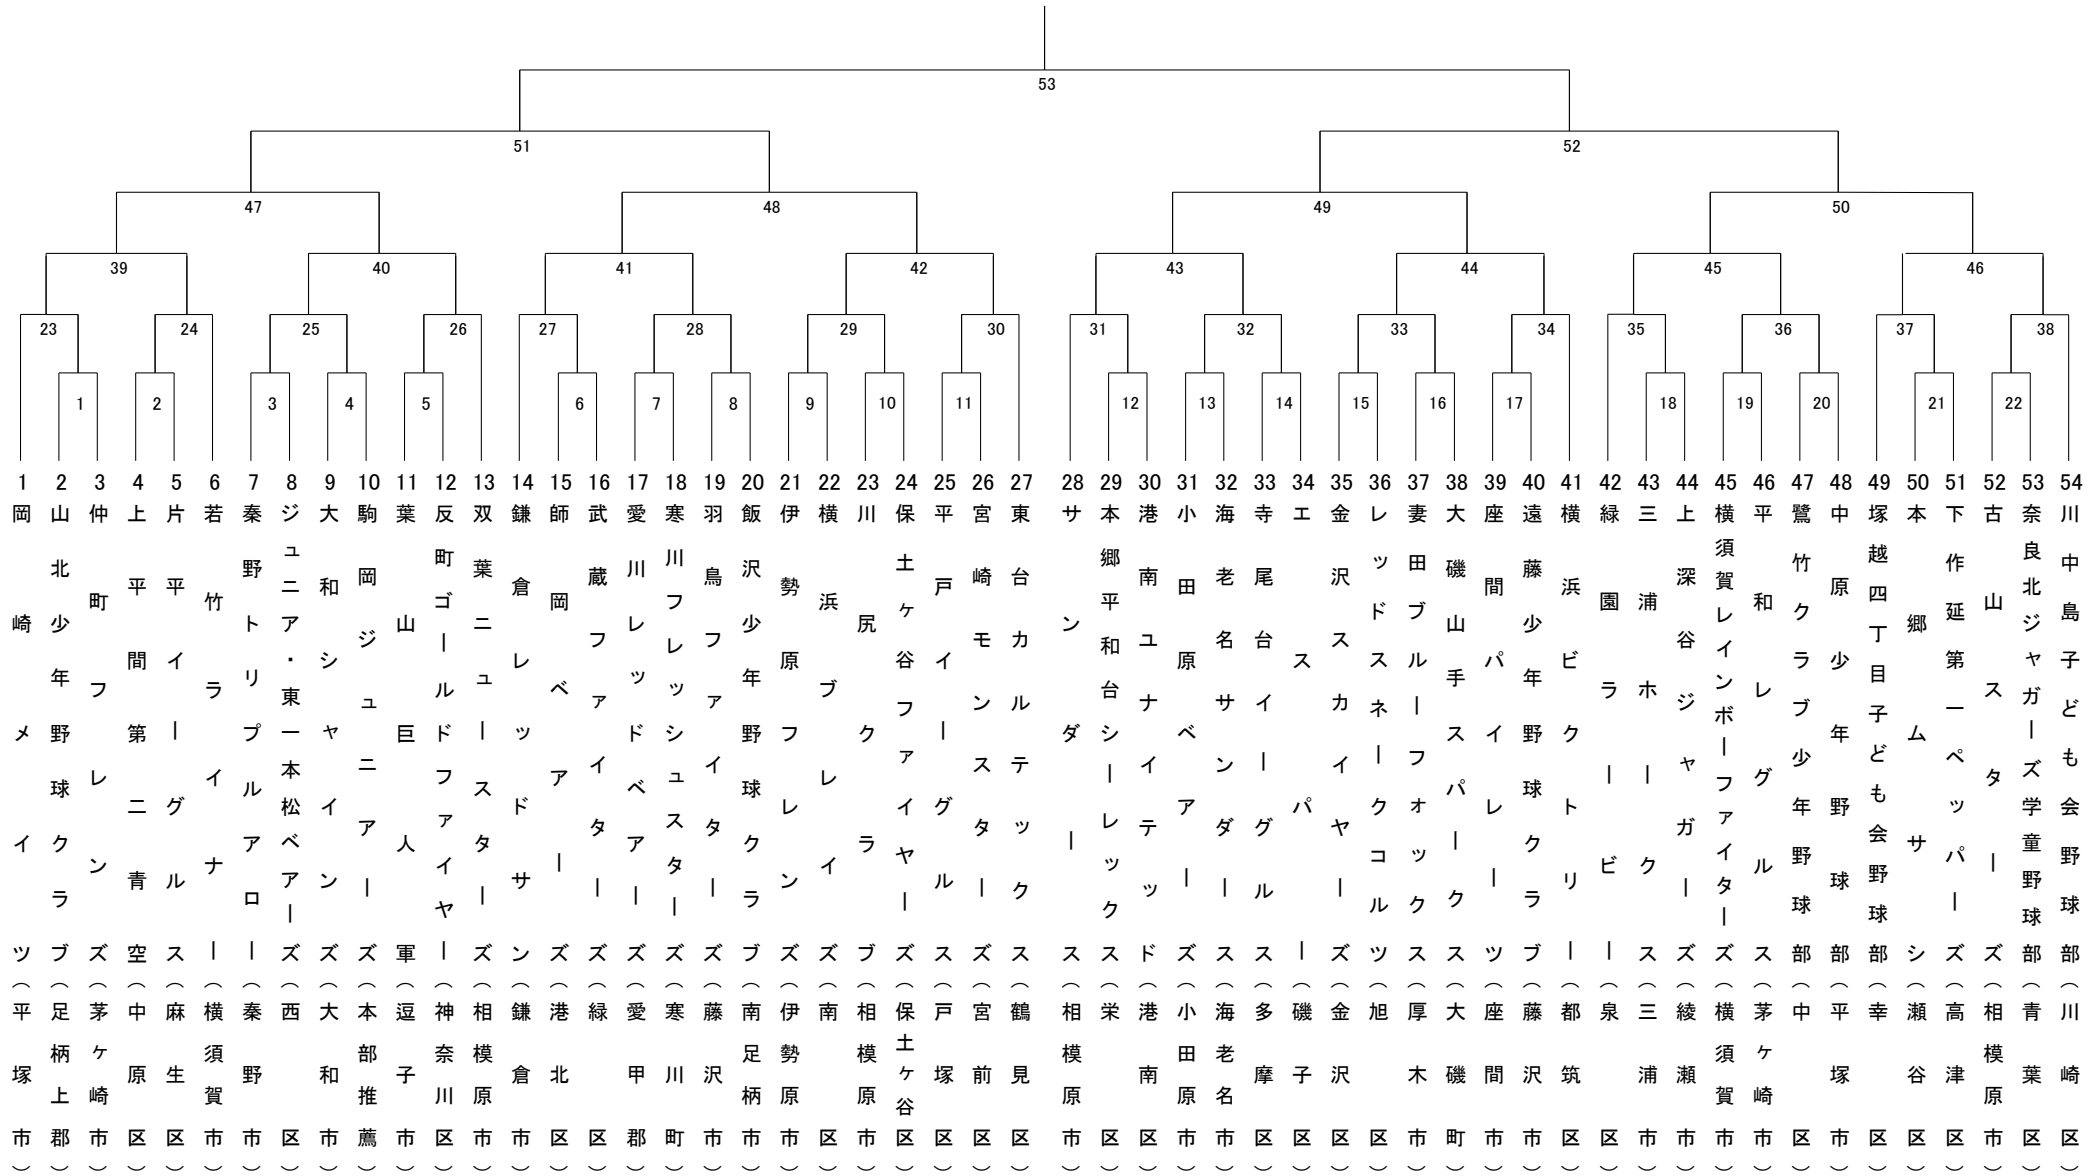 53
51
52
47
48
49
50
39
40
41
42
43
44
45
46
23
24
25
26
27
28
29
30
31
32
33
34
35
36
37
38
1
2
3
4
5
6
7
8
9
10
11
12
13
14
15
16
17
18
19
20
21
22
1 岡崎メイツ（平塚市）
2 山北少年野球クラブ（足柄上郡）
3 仲町フレンズ（茅ヶ崎市）
4 上平間第二青空（中原区）
5 片平イーグルス（麻生区）
6 若竹ライナー（横須賀市）
7 秦野トリプルアロー（秦野市）
8 ジュニア・東一本松ベアーズ（西区）
9 大和シャインズ（大和市）
10 駒岡ジュニアーズ（本部推薦）
11 葉山巨人軍（逗子市）
12 反町ゴールドファイヤー（神奈川区）
13 双葉ニュースターズ（相模原市）
14 鎌倉レッドサン（鎌倉市）
15 師岡ベアーズ（港北区）
16 武蔵ファイターズ（緑区）
17 愛川レッドベアーズ（愛甲郡）
18 寒川フレッシュスターズ（寒川町）
19 羽鳥ファイターズ（藤沢市）
20 飯沢少年野球クラブ（南足柄市）
21 伊勢原フレンズ（伊勢原市）
22 横浜ブレイズ（南区）
23 川尻クラブ（相模原市）
24 保土ヶ谷ファイヤーズ（保土ヶ谷区）
25 平戸イーグルス（戸塚区）
26 宮崎モンスターズ（宮前区）
27 東台カルテックス（鶴見区）
28 サンダース（相模原市）
29 本郷平和台シーレックス（栄区）
30 港南ユナイテッド（港南区）
31 小田原ベアーズ（小田原市）
32 海老名サンダース（海老名市）
33 寺尾台イーグルス（多摩区）
34 エスパー（磯子区）
35 金沢スカイヤーズ（金沢区）
36 レッドスネークコルツ（旭区）
37 妻田ブルーフォックス（厚木市）
38 大磯山手スパークス（大磯町）
39 座間パイレーツ（座間市）
40 遠藤少年野球クラブ（藤沢市）
41 横浜ビクトリー（都筑区）
42 緑園ラービー（泉区）
43 三浦ホークス（三浦市）
44 上深谷ジャガーズ（綾瀬市）
45 横須賀レインボーファイターズ（横須賀市）
46 平和レグルス（茅ヶ崎市）
47 鷺竹クラブ少年野球部（中区）
48 中原少年野球部（平塚市）
49 塚越四丁目子ども会野球部（幸区）
50 本郷ムサシ（瀬谷区）
51 下作延第一ペッパーズ（高津区）
52 古山スターズ（相模原市）
53 奈良北ジャガーズ学童野球部（青葉区）
54 川中島子ども会野球部（川崎区）